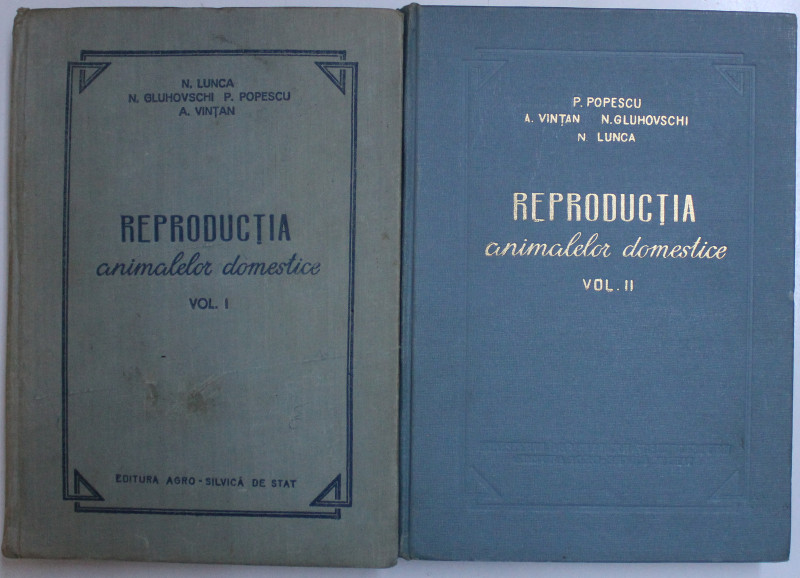 N. LUNCA
N. GLUHOVSCHI P. POPESCU
A. VINȚAN
REPRODUCȚIA
animalelor domestice
VOL. I
EDITURA AGRO-SILVICĂ DE STAT
P. POPESCU
A. VINȚAN N. GLUHOVSCHI
N. LUNCA
REPRODUCȚIA
animalelor domestice
VOL. II